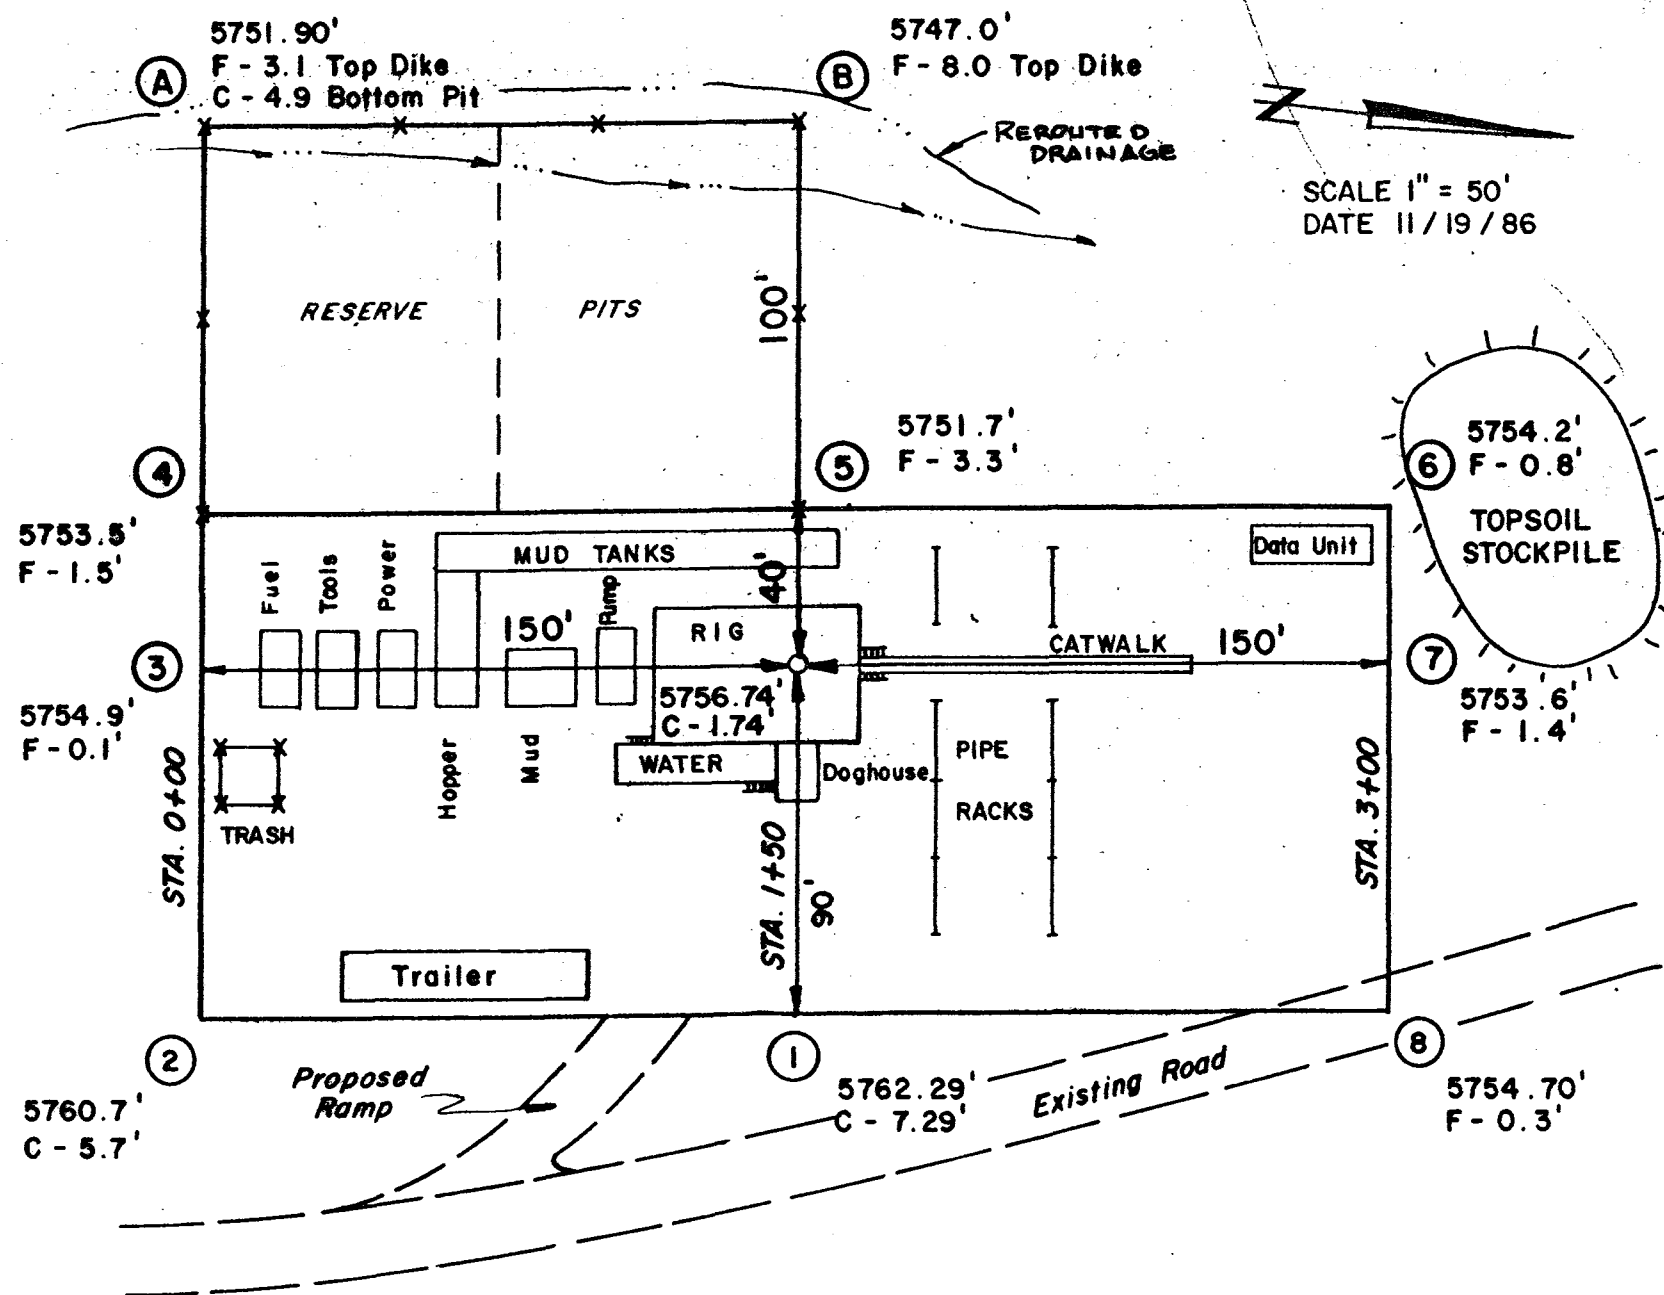 5751.90'
A F - 3.1 Top Dike
C - 4.9 Bottom Pit
5747.0'
B F - 8.0 Top Dike
N
REROUTED
DRAINAGE
SCALE 1" = 50'
DATE 11/19/86
RESERVE PITS
100'
4
5
5751.7'
F - 3.3'
6
5754.2'
F - 0.8'
TOPSOIL
STOCKPILE
5753.5'
F - 1.5'
Fuel
Tools
Power
MUD TANKS
Pump
40'
Data Unit
150'
RIG
CATWALK 150'
3
7
5756.74'
C - 1.74'
5753.6'
F - 1.4'
5754.9'
F - 0.1'
STA. 0+00
TRASH
Hopper
Mud
WATER
Doghouse
PIPE
RACKS
STA. 1+50
90'
STA. 3+00
Trailer
2
1
8
Proposed
Ramp
5760.7'
C - 5.7'
5762.29'
C - 7.29'
Existing Road
5754.70'
F - 0.3'